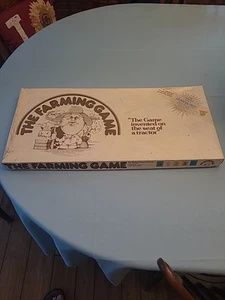 THE FARMING GAME
"The Game
invented on
the seat of
a tractor"
THE FARMING GAME